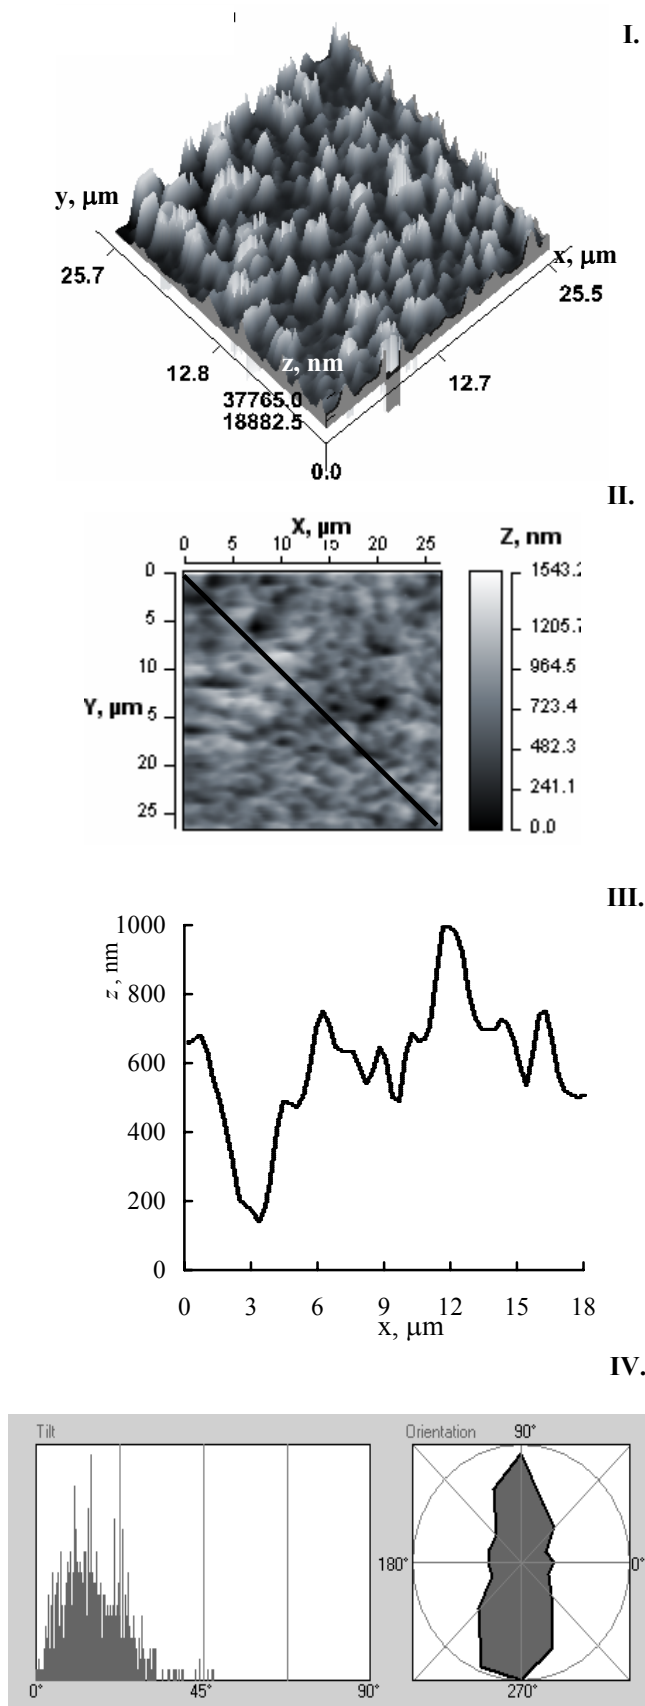 I.
y, μm
x, μm
25.7
25.5
z, nm
12.8
12.7
37765.0
18882.5
0.0
II.
X, μm
Z, nm
0 5 10 15 20 25
0
5
10
Y, μm 5
20
25
1543.2
1205.7
964.5
723.4
482.3
241.1
0.0
III.
z, nm
1000
800
600
400
200
0
0 3 6 9 12 15 18
x, μm
IV.
Tilt
Orientation
90°
180°
0°
270°
0° 45° 90°